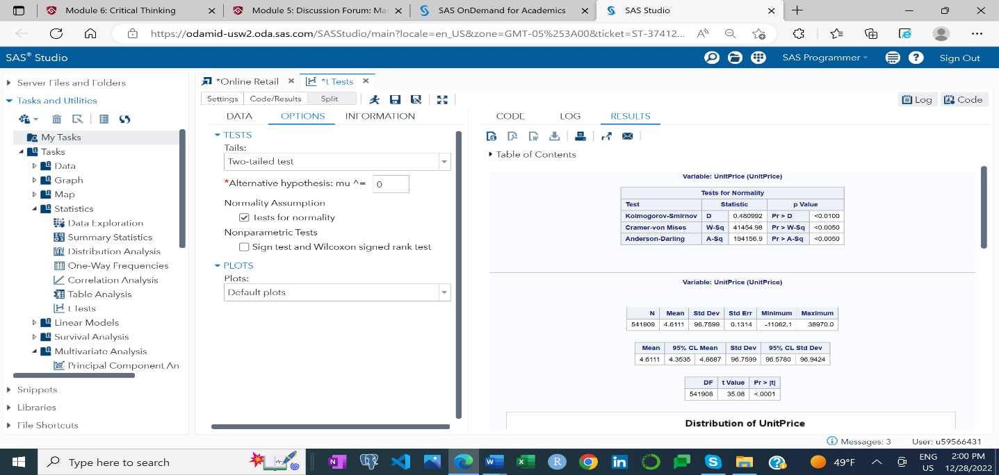 Module 6: Critical Thinking
Module 5: Discussion Forum: Ma
SAS OnDemand for Academics
SAS Studio
https://odamid-usw2.oda.sas.com/SASStudio/main?locale=en_US&zone=GMT-05%253A00&ticket=ST-37412...
SAS® Studio
SAS Programmer
Sign Out
Server Files and Folders
Tasks and Utilities
My Tasks
Tasks
Data
Graph
Map
Statistics
Data Exploration
Summary Statistics
Distribution Analysis
One-Way Frequencies
Correlation Analysis
Table Analysis
t Tests
Linear Models
Survival Analysis
Multivariate Analysis
Principal Component An
Snippets
Libraries
File Shortcuts
*Online Retail
*t Tests
Settings Code/Results Split
Log Code
DATA OPTIONS INFORMATION
TESTS
Tails:
Two-tailed test
*Alternative hypothesis: mu ^= 0
Normality Assumption
Tests for normality
Nonparametric Tests
Sign test and Wilcoxon signed rank test
PLOTS
Plots:
Default plots
CODE LOG RESULTS
Table of Contents
Variable: UnitPrice (UnitPrice)
Tests for Normality
Test Statistic p Value
Kolmogorov-Smirnov D 0.480992 Pr > D <0.0100
Cramer-von Mises W-Sq 41454.98 Pr > W-Sq <0.0050
Anderson-Darling A-Sq 194156.9 Pr > A-Sq <0.0050
Variable: UnitPrice (UnitPrice)
N Mean Std Dev Std Err Minimum Maximum
541909 4.6111 96.7599 0.1314 -11062.1 38970.0
Mean 95% CL Mean Std Dev 95% CL Std Dev
4.6111 4.3535 4.8687 96.7599 96.5780 96.9424
DF t Value Pr > |t|
541908 35.08 <.0001
Distribution of UnitPrice
Messages: 3
User: u59566431
Type here to search
49°F
ENG
US
2:00 PM
12/28/2022